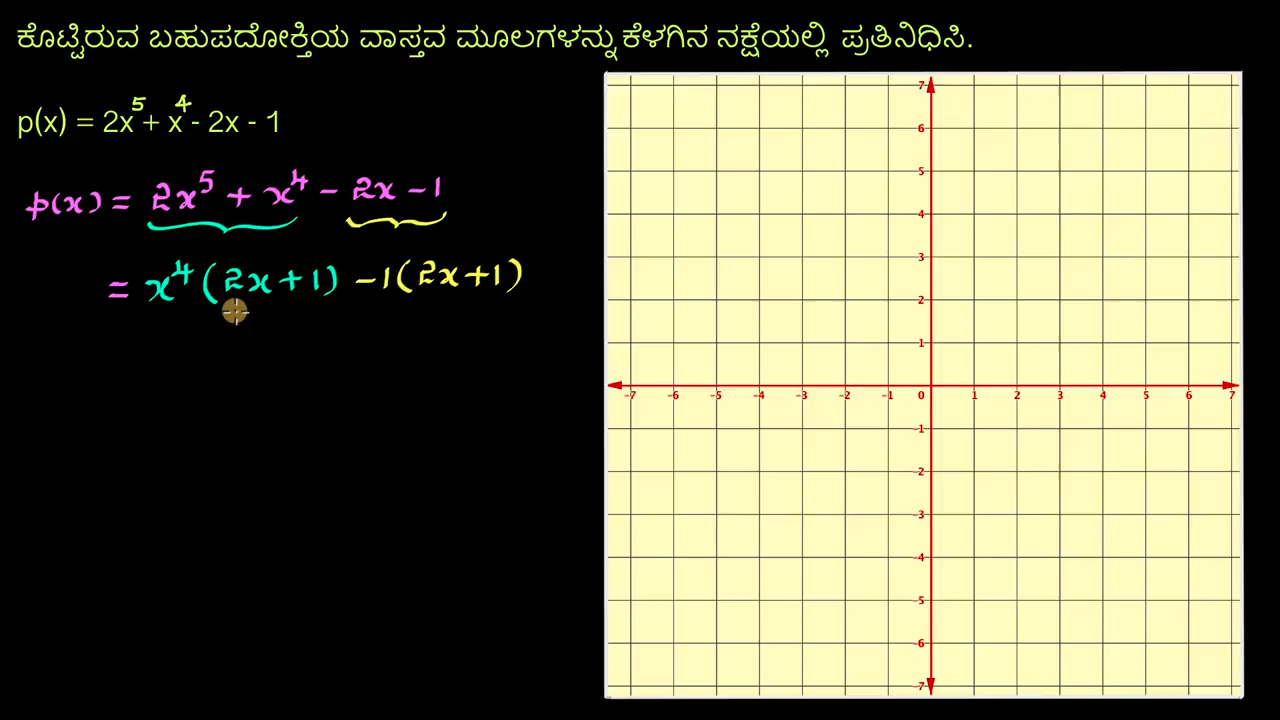 ಕೊಟ್ಟಿರುವ ಬಹುಪದೋಕ್ತಿಯ ವಾಸ್ತವ ಮೂಲಗಳನ್ನು ಕೆಳಗಿನ ನಕ್ಷೆಯಲ್ಲಿ ಪ್ರತಿನಿಧಿಸಿ.
p(x) = 2x⁵ + x⁴ - 2x - 1
p(x) = 2x⁵ + x⁴ - 2x - 1
= x⁴(2x+1) -1(2x+1)
7
6
5
4
3
2
1
-7 -6 -5 -4 -3 -2 -1 0 1 2 3 4 5 6 7
-1
-2
-3
-4
-5
-6
-7